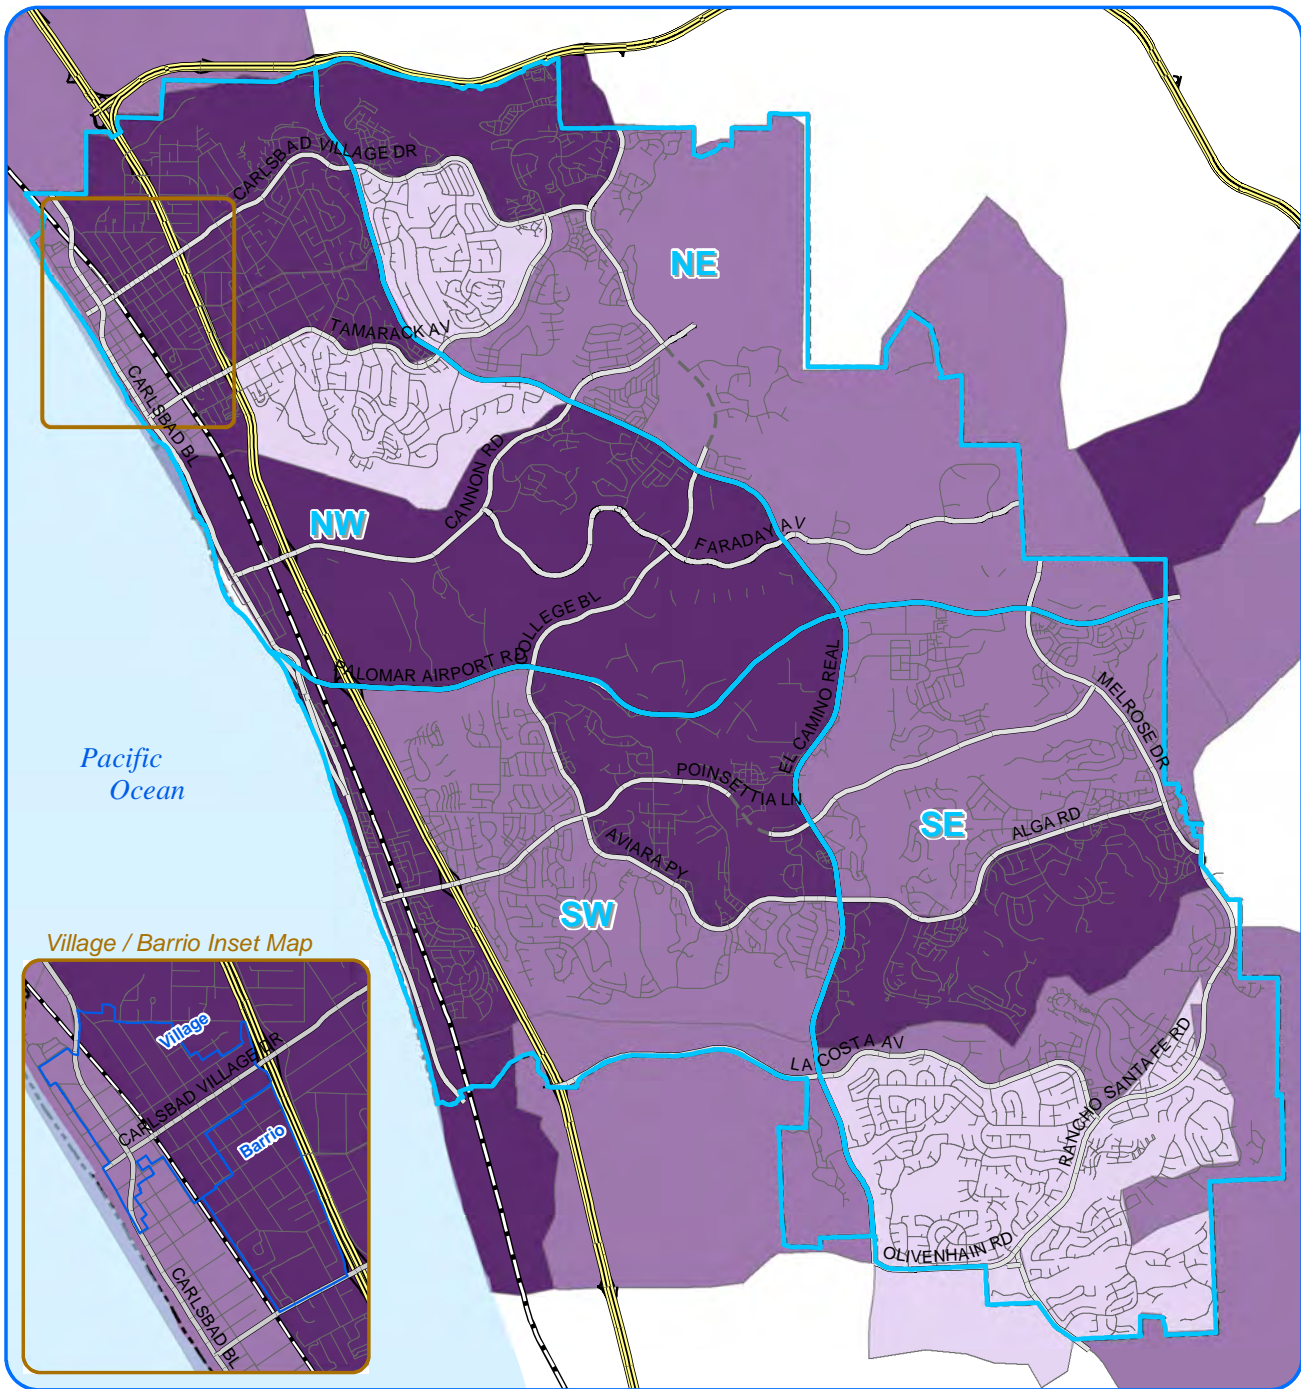 CARLSBAD VILLAGE DR
NE
TAMARACK AV
CARLSBAD BL
CANNON RD
NW
FARADAY AV
COLLEGE BL
PALOMAR AIRPORT RD
EL CAMINO REAL
MELROSE DR
Pacific
Ocean
POINSETTIA LN
SE
ALGA RD
AVIARA PY
SW
Village / Barrio Inset Map
Village
CARLSBAD VILLAGE DR
Barrio
CARLSBAD BL
LA COSTA AV
RANCHO SANTA FE RD
OLIVENHAIN RD